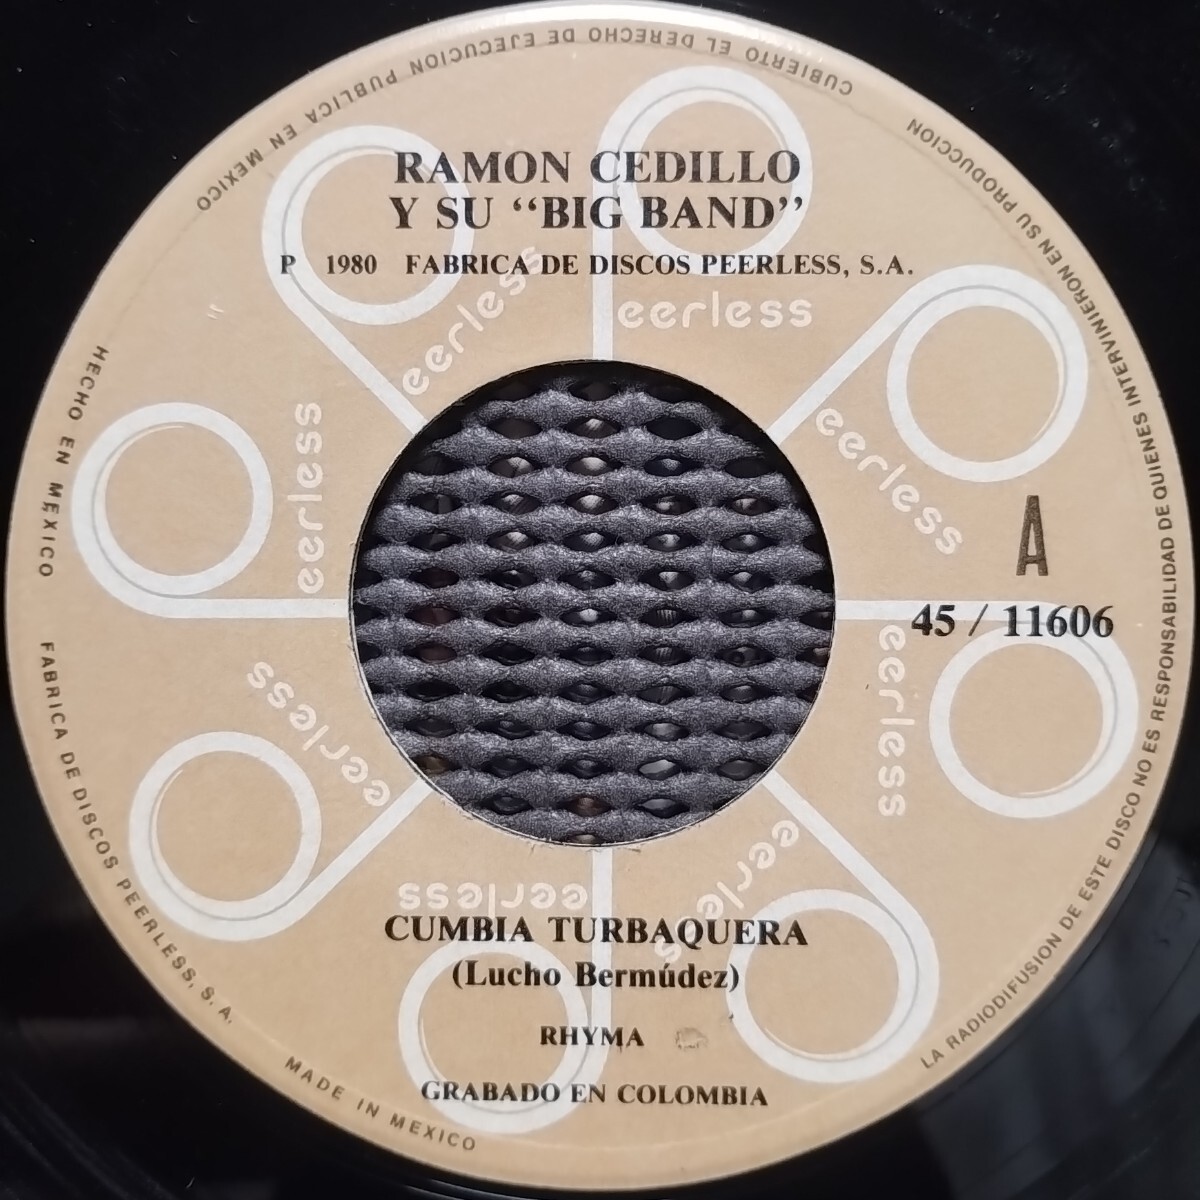 RAMON CEDILLO
Y SU “BIG BAND”
P 1980 FABRICA DE DISCOS PEERLESS, S.A.
eerless
eerless
eerless
eerless
eerless
eerless
eerless
eerless
A
45 / 11606
CUMBIA TURBAQUERA
(Lucho Bermúdez)
RHYMA
GRABADO EN COLOMBIA
HECHO EN MEXICO
FABRICA DE DISCOS PEERLESS, S. A.
MADE IN MEXICO
LA RADIODIFUSION DE ESTE DISCO NO ES RESPONSABILIDAD DE QUIENES INTERVINIERON EN SU PRODUCCION
CUBIERTO EL DERECHO DE EJECUCION PUBLICA EN MEXICO